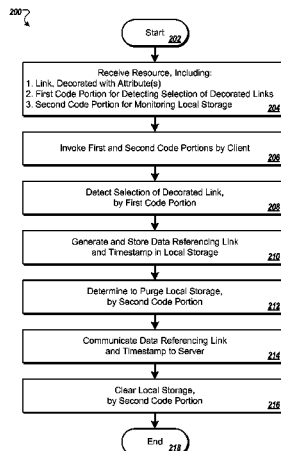 200
Start
202
Receive Resource, Including:
1. Link, Decorated with Attribute(s)
2. First Code Portion for Detecting Selection of Decorated Links
3. Second Code Portion for Monitoring Local Storage
204
Invoke First and Second Code Portions by Client
206
Detect Selection of Decorated Link,
by First Code Portion
208
Generate and Store Data Referencing Link
and Timestamp in Local Storage
210
Determine to Purge Local Storage,
by Second Code Portion
212
Communicate Data Referencing Link
and Timestamp to Server
214
Clear Local Storage,
by Second Code Portion
216
End
218